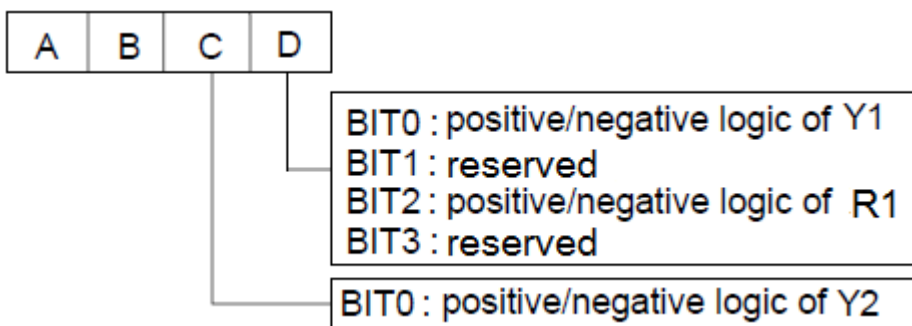 A B C D
BIT0 : positive/negative logic of Y1
BIT1 : reserved
BIT2 : positive/negative logic of R1
BIT3 : reserved
BIT0 : positive/negative logic of Y2